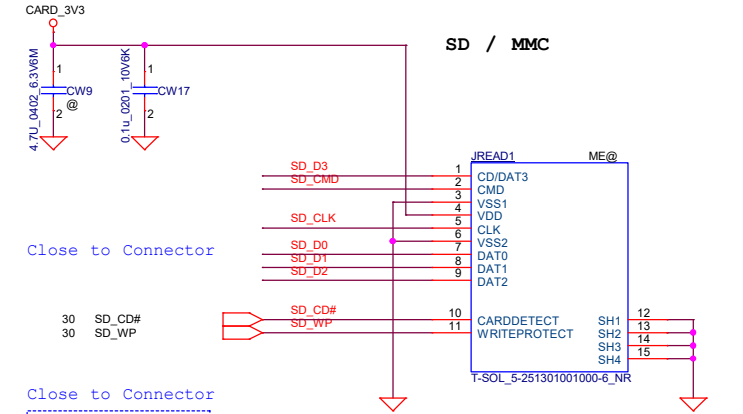 CARD_3V3
SD / MMC
4.7U_0402_6.3V6M
1
CW9
@
2
0.1u_0201_10V6K
1
CW17
2
JREAD1 ME@
SD_D3 1 CD/DAT3
SD_CMD 2 CMD
3 VSS1
4 VDD
SD_CLK 5 CLK
6 VSS2
SD_D0 7 DAT0
SD_D1 8 DAT1
SD_D2 9 DAT2
Close to Connector
30 SD_CD# SD_CD# 10 CARDDETECT SH1 12
30 SD_WP SD_WP 11 WRITEPROTECT SH2 13
SH3 14
SH4 15
T-SOL_5-251301001000-6_NR
Close to Connector